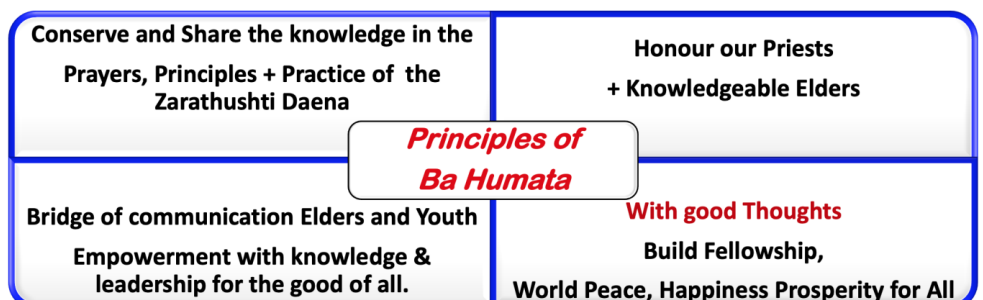 Conserve and Share the knowledge in the
Prayers, Principles + Practice of the
Zarathushti Daena
Honour our Priests
+ Knowledgeable Elders
Principles of
Ba Humata
Bridge of communication Elders and Youth
Empowerment with knowledge &
leadership for the good of all.
With good Thoughts
Build Fellowship,
World Peace, Happiness Prosperity for All